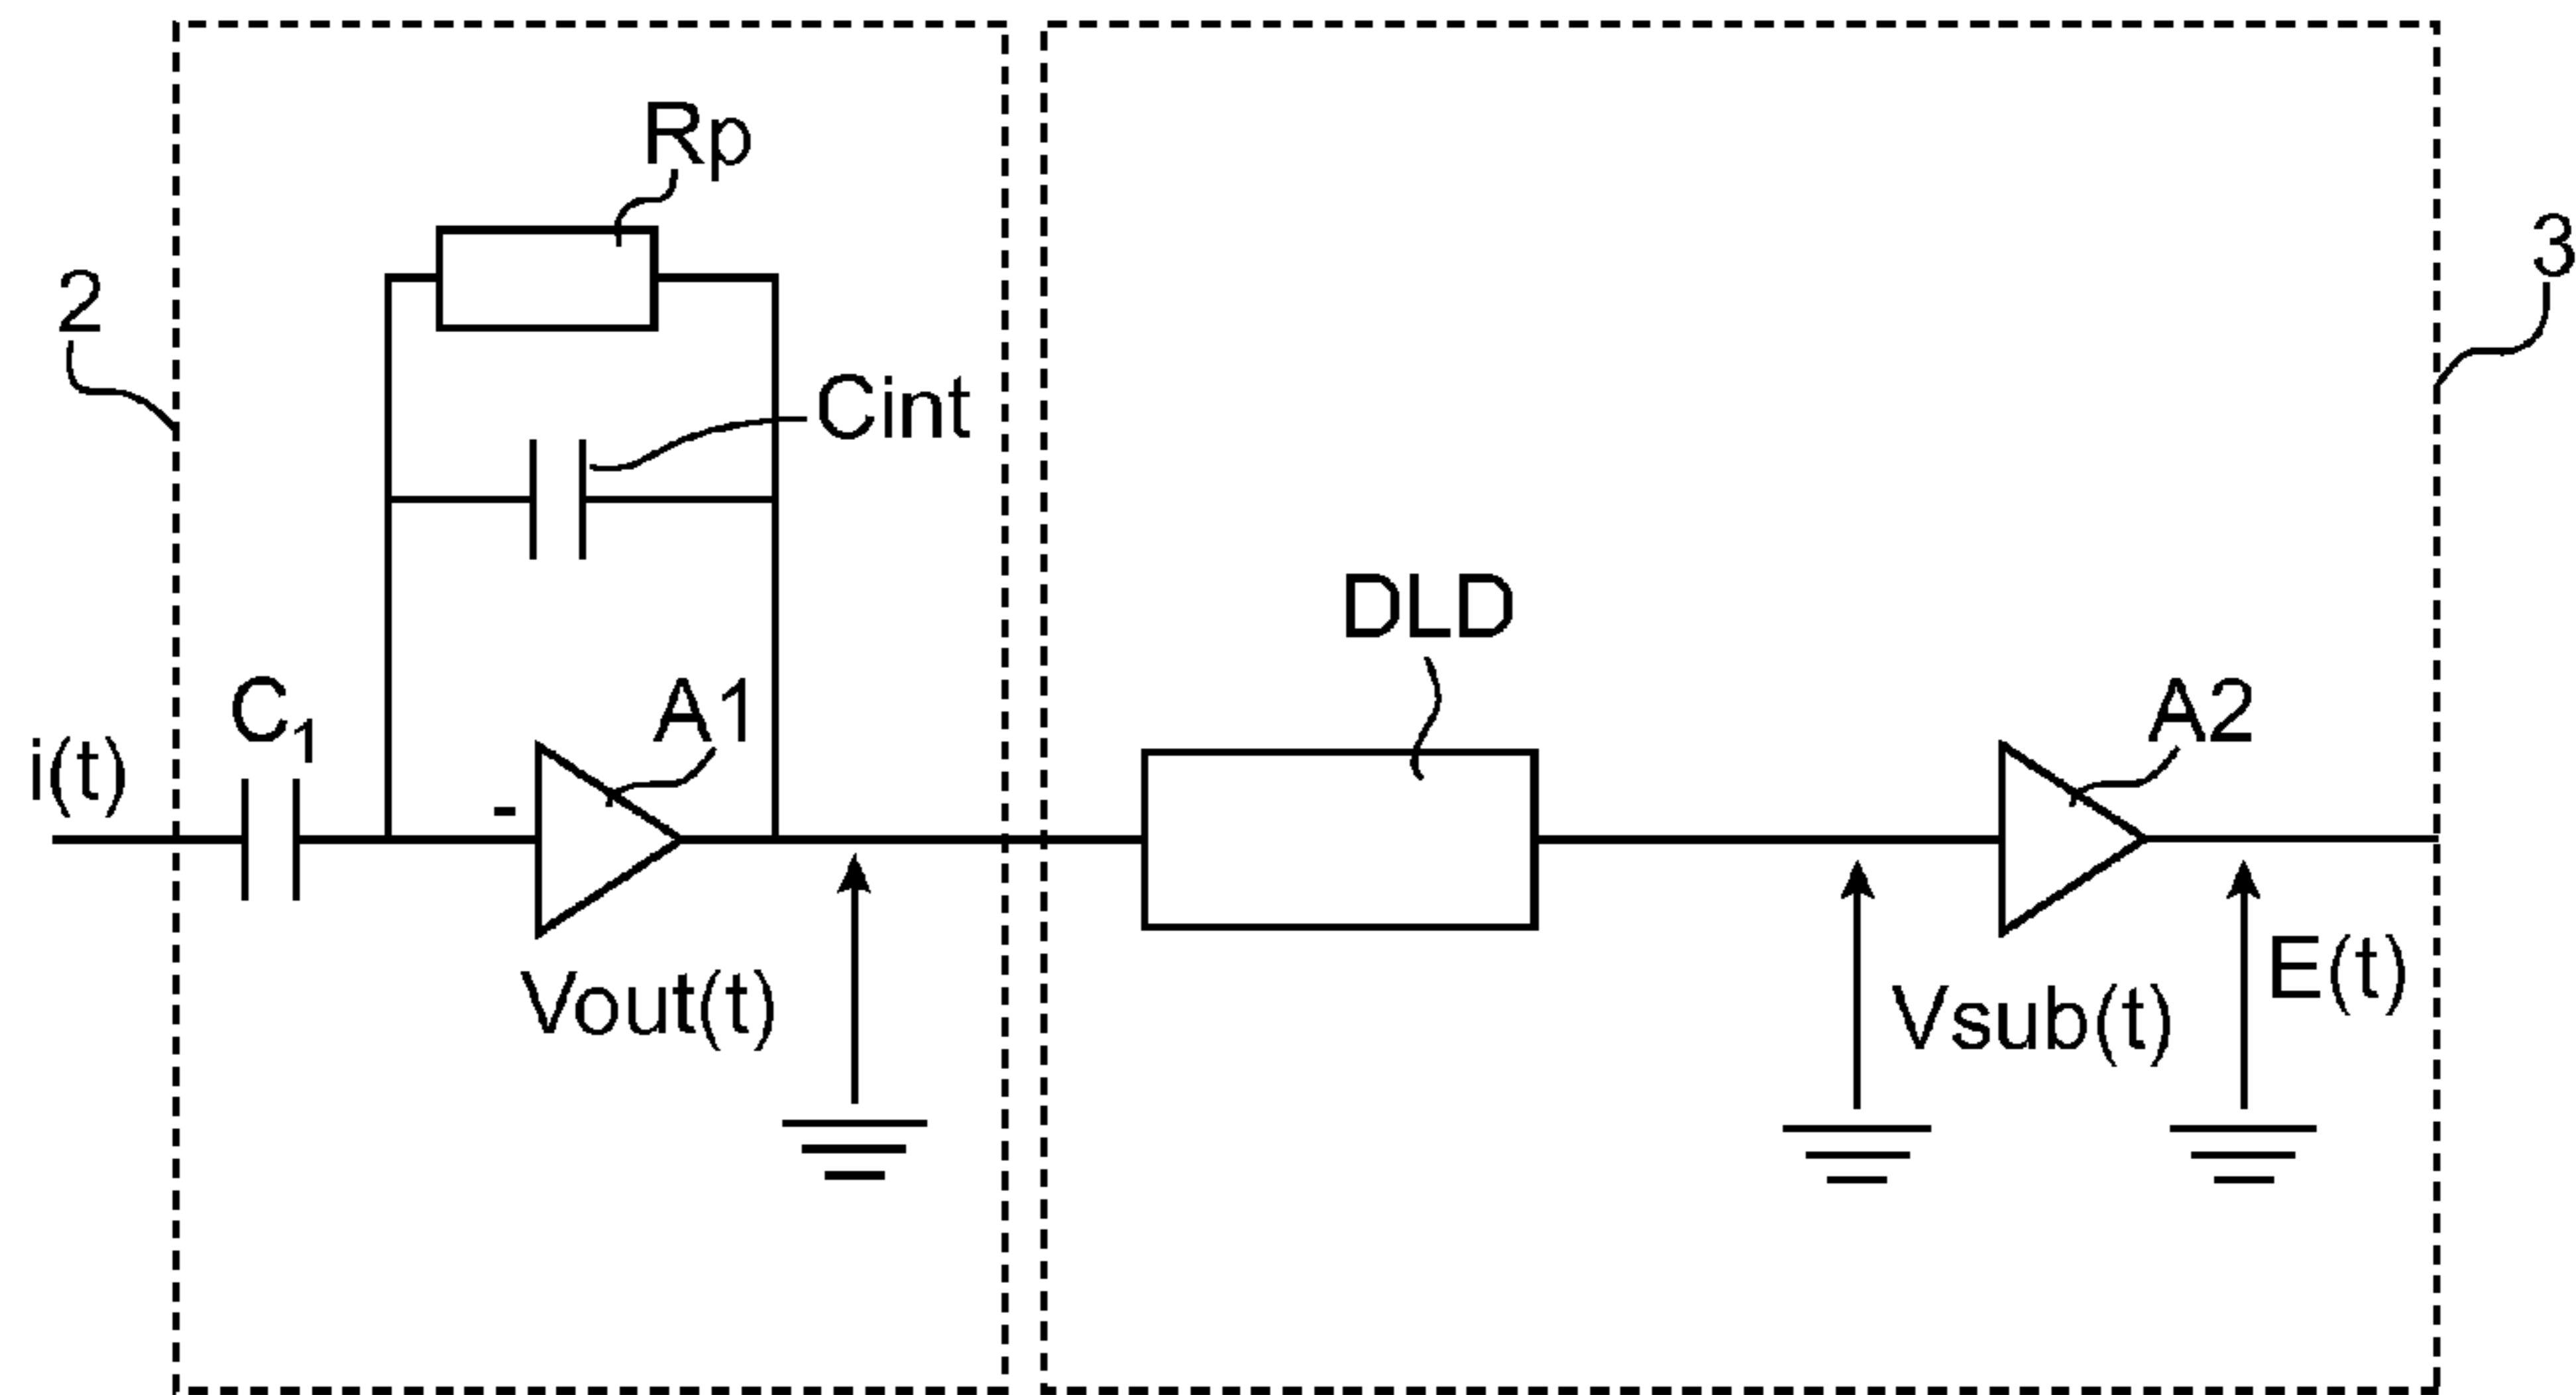 Rp
2
3
Cint
DLD
C₁
A1
A2
i(t)
-
Vout(t)
Vsub(t)
E(t)